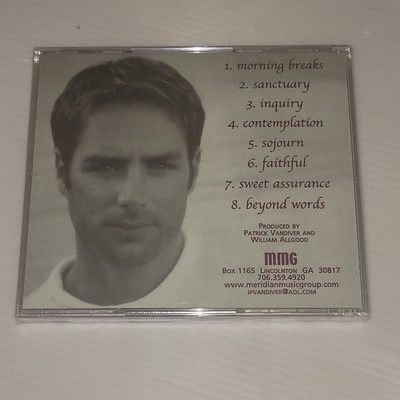 1. morning breaks
2. sanctuary
3. inquiry
4. contemplation
5. sojourn
6. faithful
7. sweet assurance
8. beyond words
PRODUCED BY
PATRICK VANDIVER AND
WILLIAM ALLGOOD
MMG
BOX 1165 LINCOLNTON GA 30817
706.359.4920
www.meridianmusicgroup.com
JPVANDIVER@AOL.COM